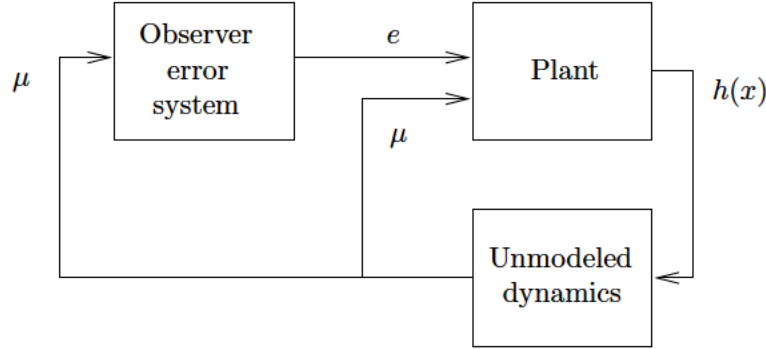 Observer
error
system
e
Plant
μ
μ
h(x)
Unmodeled
dynamics